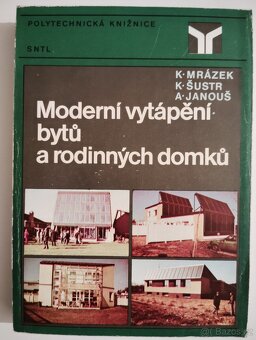 POLYTECHNICKÁ KNIŽNICE
SNTL
K·MRÁZEK
K·ŠUSTR
A·JANOUŠ
Moderní vytápění
bytů
a rodinných domků